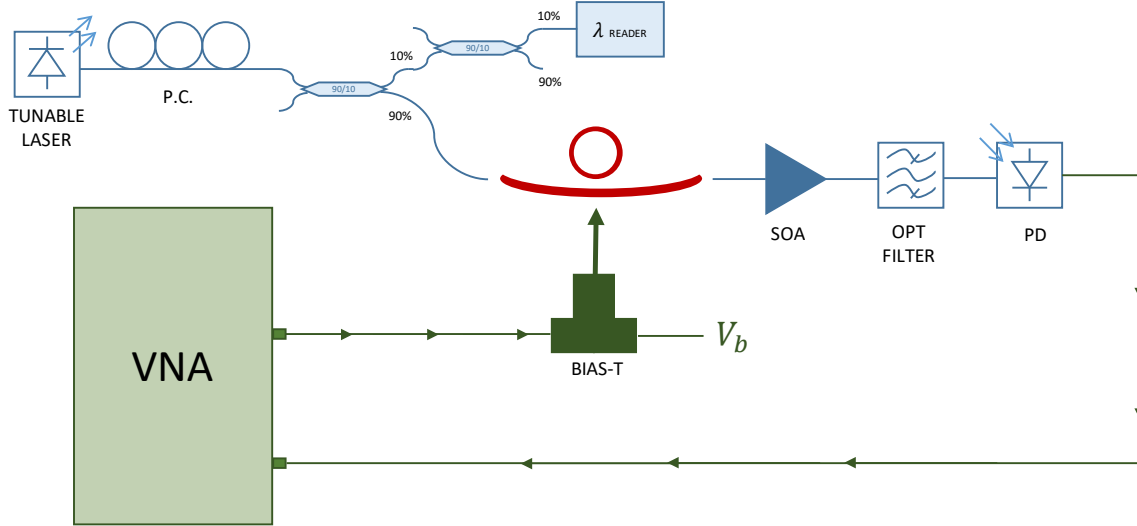 10%
λ READER
90/10
10%
90%
90/10
90%
P.C.
TUNABLE
LASER
SOA
OPT
FILTER
PD
VNA
V_b
BIAS-T